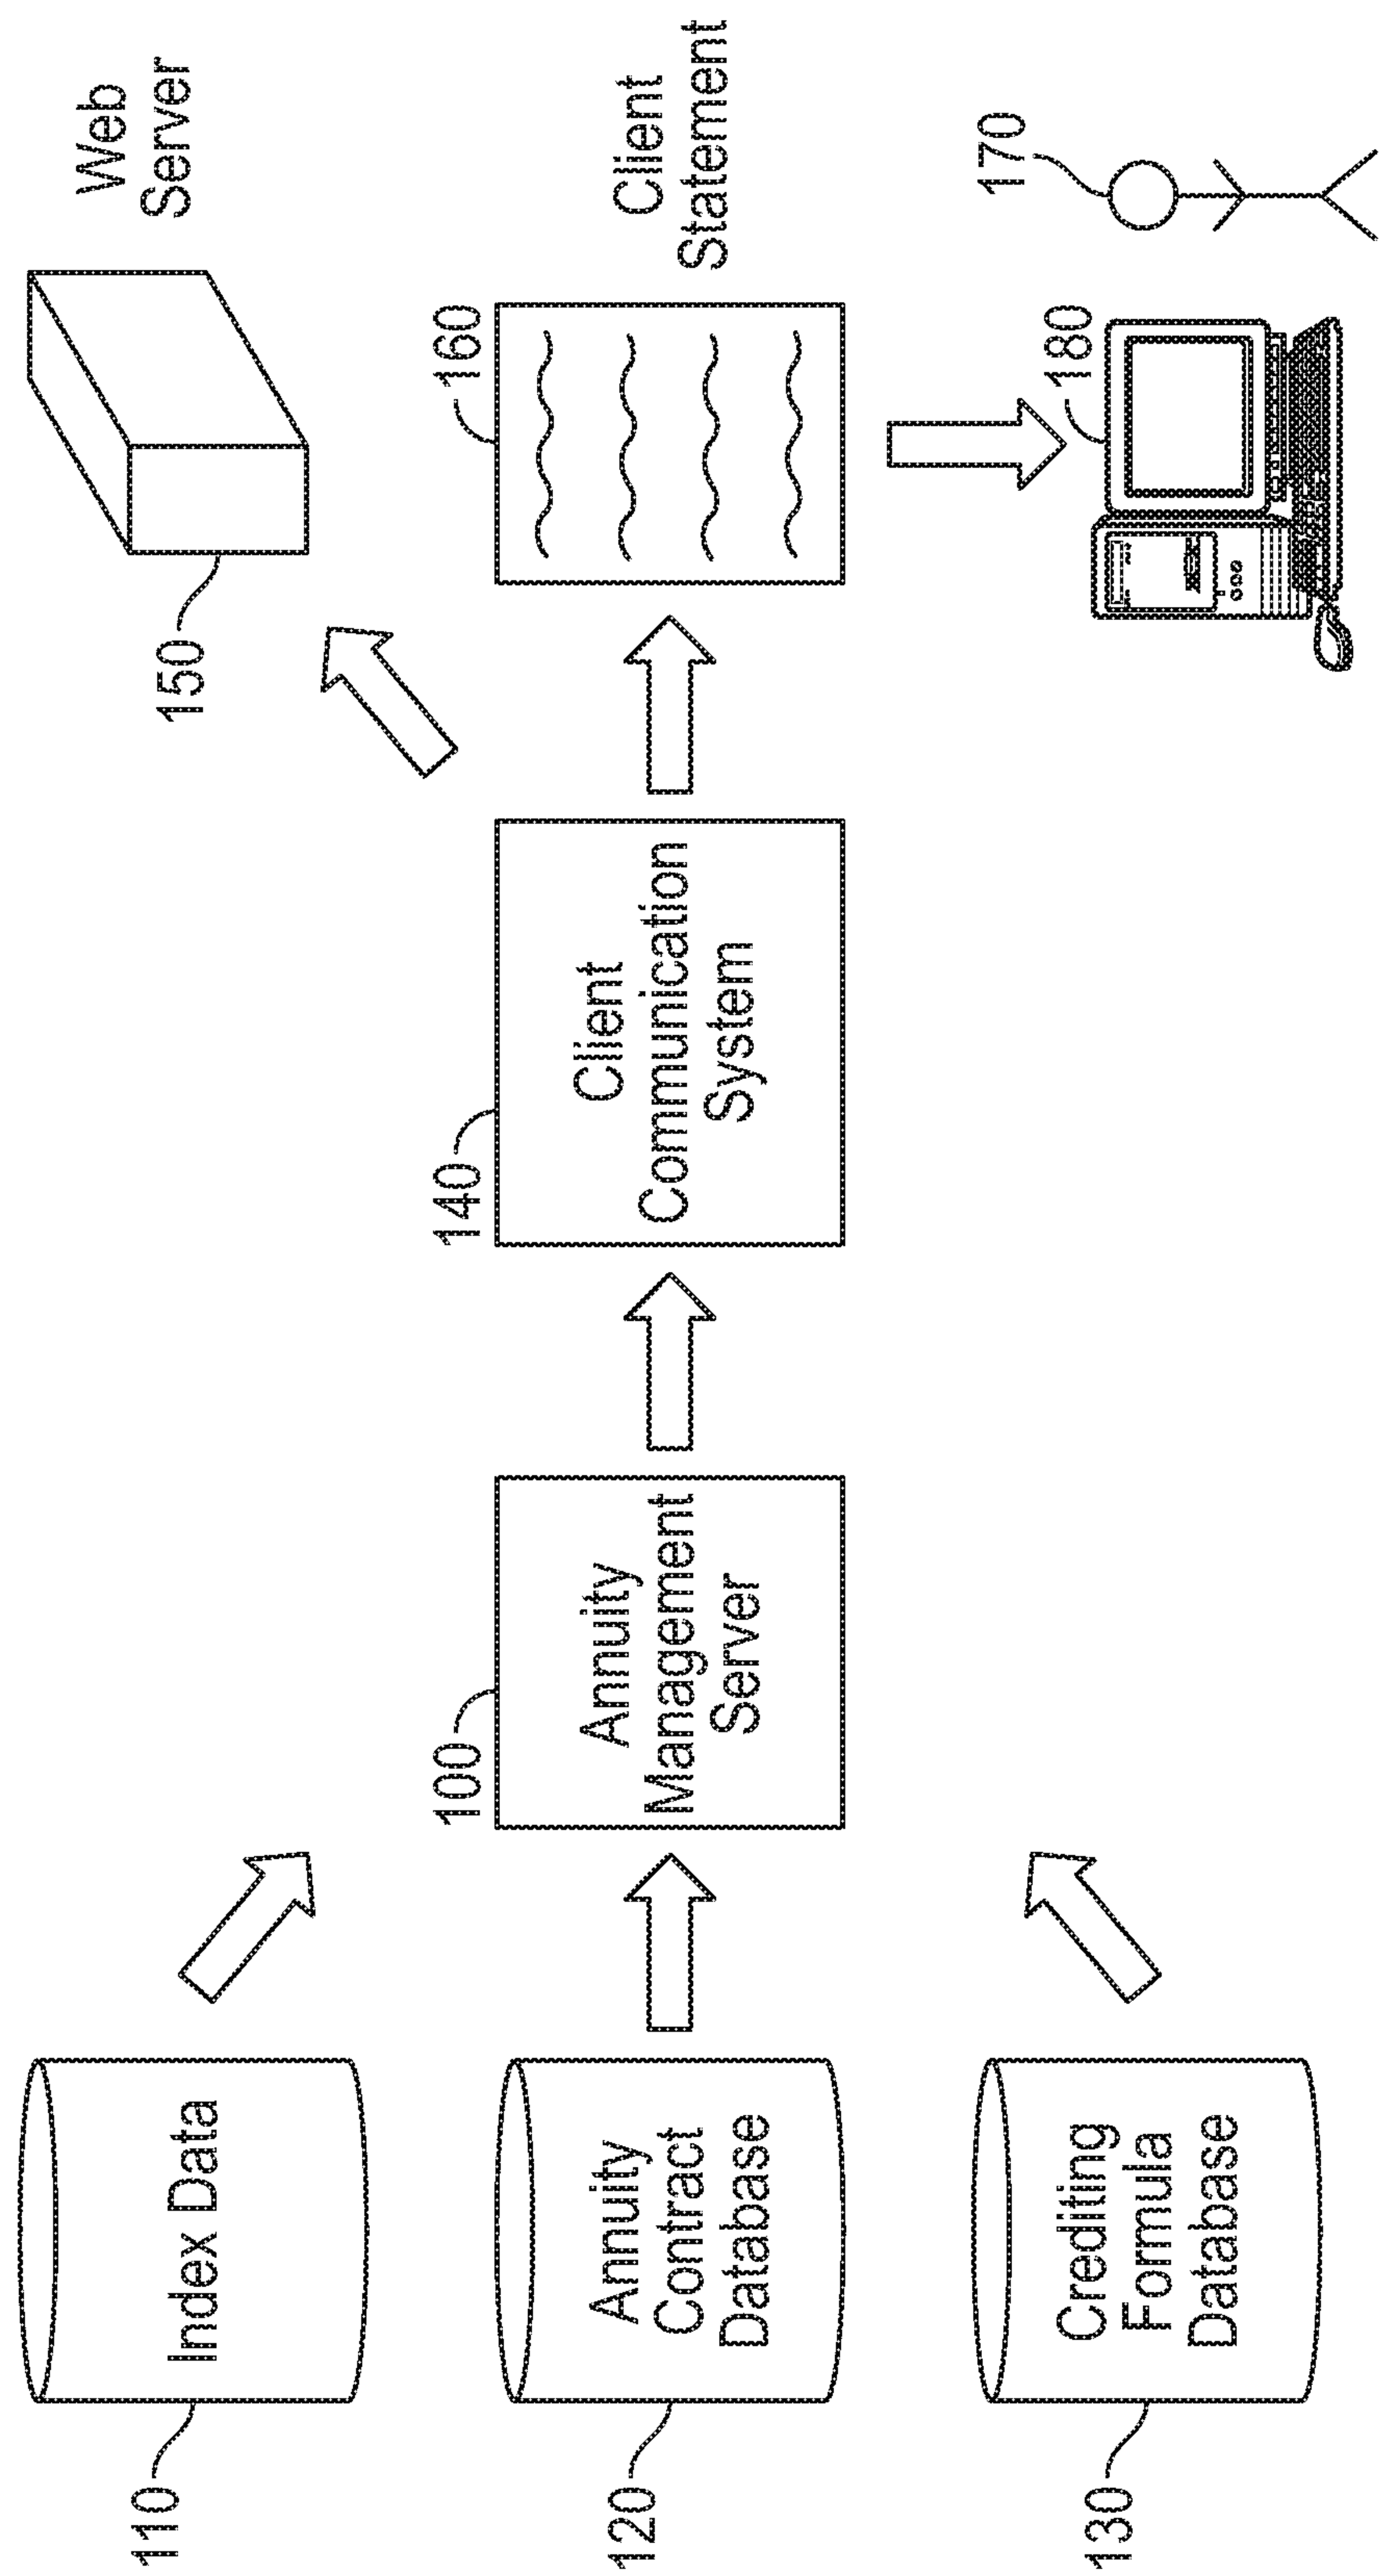 110
Index Data
120
Annuity
Contract
Database
130
Crediting
Formula
Database
100
Annuity
Management
Server
140
Client
Communication
System
150
Web
Server
160
Client
Statement
180
170